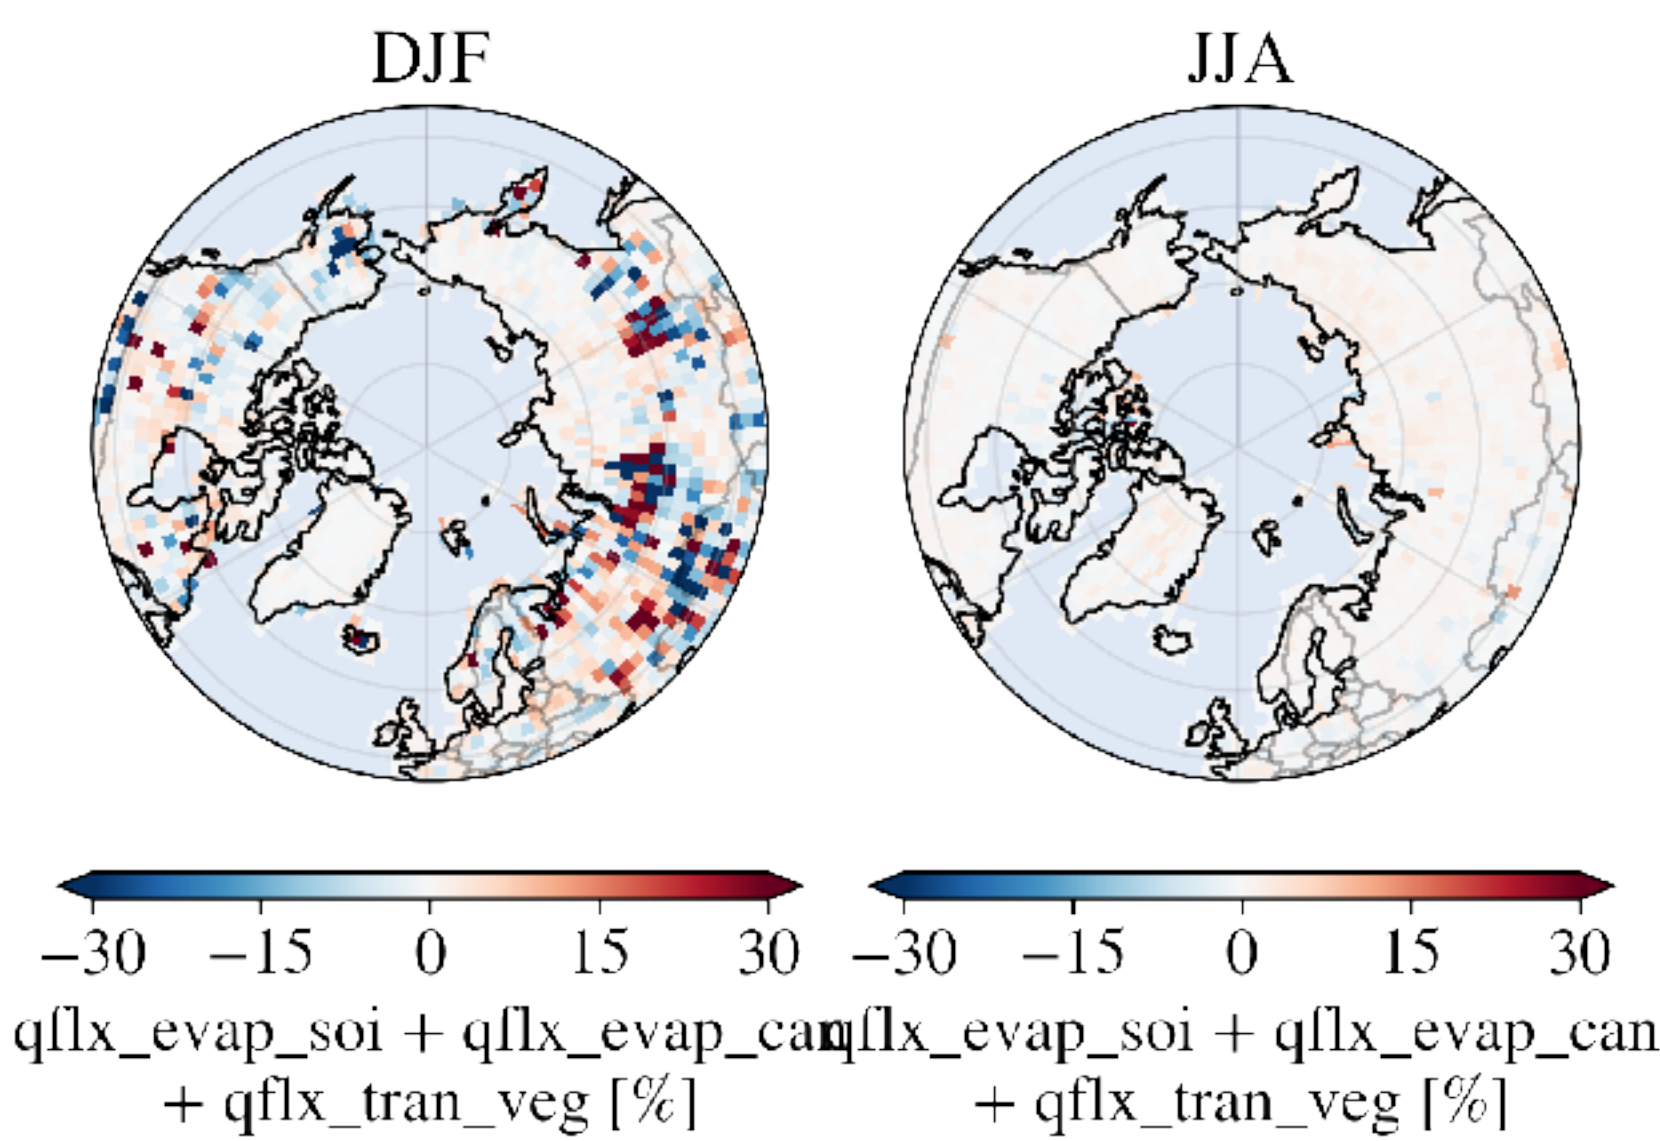 DJF JJA
−30 −15 0 15 30 −30 −15 0 15 30
qflx_evap_soi + qflx_evap_can qflx_evap_soi + qflx_evap_can
+ qflx_tran_veg [%] + qflx_tran_veg [%]